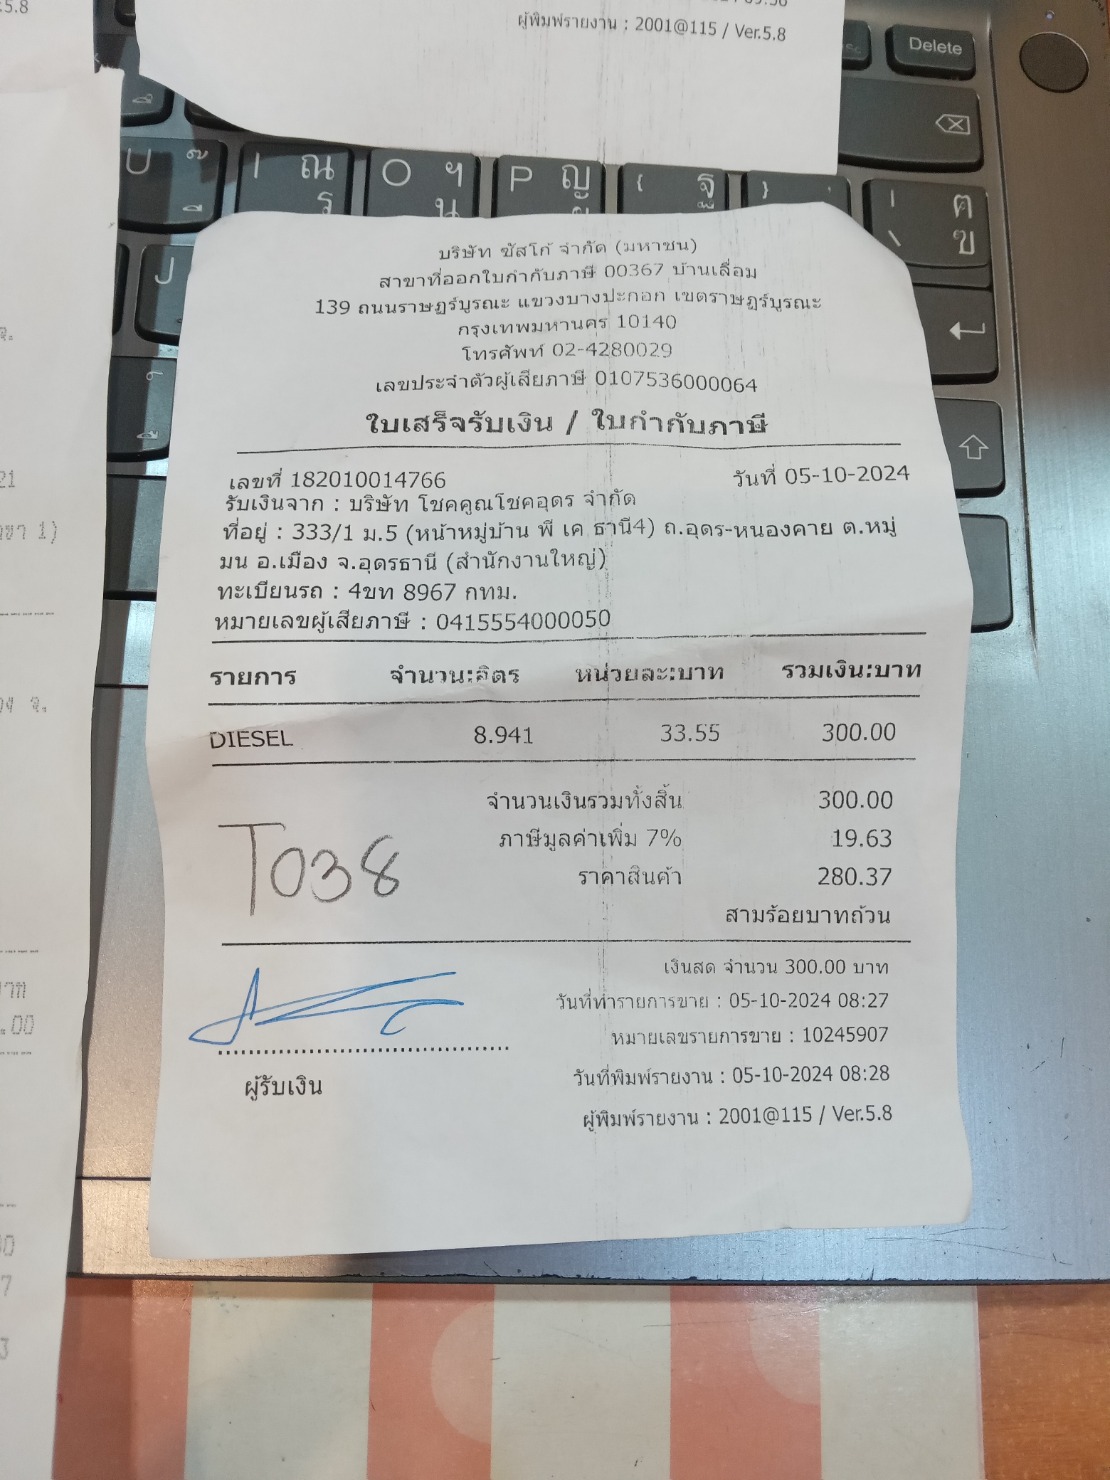 ผู้พิมพ์รายงาน : 2001@115 / Ver.5.8
Delete
บริษัท ซัสโก้ จำกัด (มหาชน)
สาขาที่ออกใบกำกับภาษี 00367 บ้านเลื่อม
139 ถนนราษฎร์บูรณะ แขวงบางปะกอก เขตราษฎร์บูรณะ
กรุงเทพมหานคร 10140
โทรศัพท์ 02-4280029
เลขประจำตัวผู้เสียภาษี 0107536000064
ใบเสร็จรับเงิน / ใบกำกับภาษี
เลขที่ 182010014766 วันที่ 05-10-2024
รับเงินจาก : บริษัท โชคคูณโชคอุดร จำกัด
ที่อยู่ : 333/1 ม.5 (หน้าหมู่บ้าน พี เค ธานี4) ถ.อุดร-หนองคาย ต.หมู
มน อ.เมือง จ.อุดรธานี (สำนักงานใหญ่)
ทะเบียนรถ : 4ขท 8967 กทม.
หมายเลขผู้เสียภาษี : 0415554000050
รายการ จำนวน:ลิตร หน่วยละ:บาท รวมเงิน:บาท
DIESEL 8.941 33.55 300.00
จำนวนเงินรวมทั้งสิ้น 300.00
ภาษีมูลค่าเพิ่ม 7% 19.63
T038
ราคาสินค้า 280.37
สามร้อยบาทถ้วน
เงินสด จำนวน 300.00 บาท
วันที่ทำรายการขาย : 05-10-2024 08:27
หมายเลขรายการขาย : 10245907
ผู้รับเงิน
วันที่พิมพ์รายงาน : 05-10-2024 08:28
ผู้พิมพ์รายงาน : 2001@115 / Ver.5.8